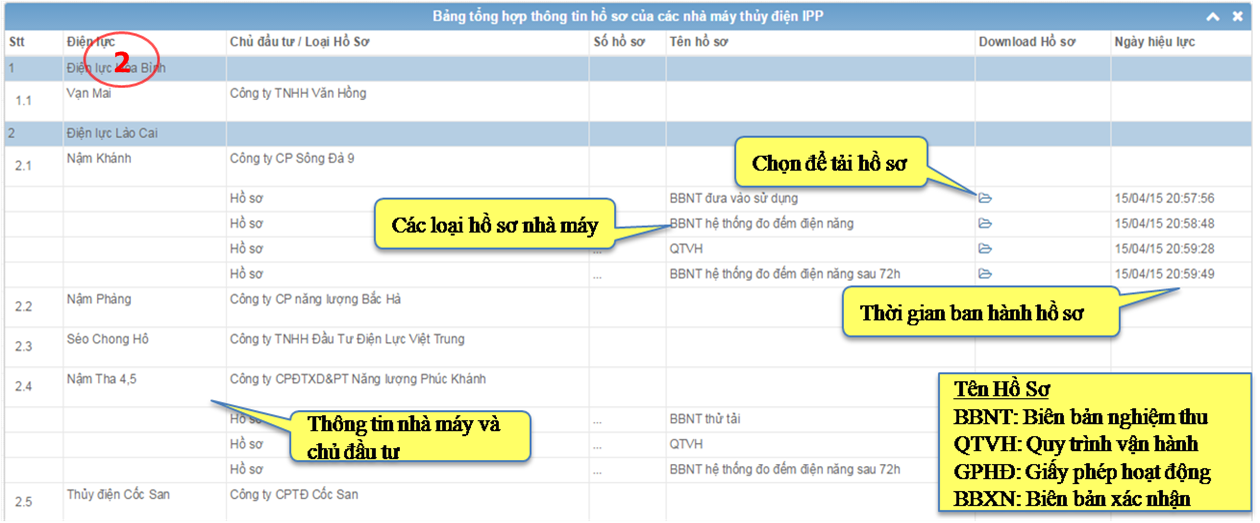 Bảng tổng hợp thông tin hồ sơ của các nhà máy thủy điện IPP
Stt Điện lực Chủ đầu tư / Loại Hồ Sơ Số hồ sơ Tên hồ sơ Download Hồ sơ Ngày hiệu lực
2
1 Điện lực Bình
1.1 Vạn Mai Công ty TNHH Văn Hồng
2 Điện lực Lào Cai
2.1 Nậm Khánh Công ty CP Sông Đà 9
Chọn để tải hồ sơ
Hồ sơ BBNT đưa vào sử dụng 15/04/15 20:57:56
Các loại hồ sơ nhà máy
Hồ sơ BBNT hệ thống đo đếm điện năng 15/04/15 20:58:48
Hồ sơ ... QTVH 15/04/15 20:59:28
Hồ sơ ... BBNT hệ thống đo đếm điện năng sau 72h 15/04/15 20:59:49
2.2 Nậm Phàng Công ty CP năng lượng Bắc Hà
Thời gian ban hành hồ sơ
2.3 Séo Chong Hô Công ty TNHH Đầu Tư Điện Lực Việt Trung
2.4 Nậm Tha 4,5 Công ty CPĐTXD&PT Năng lượng Phúc Khánh
Thông tin nhà máy và
chủ đầu tư
Hồ sơ ... BBNT thử tải
Hồ sơ ... QTVH
Hồ sơ ... BBNT hệ thống đo đếm điện năng sau 72h
2.5 Thủy điện Cốc San Công ty CPTĐ Cốc San
Tên Hồ Sơ
BBNT: Biên bản nghiệm thu
QTVH: Quy trình vận hành
GPHĐ: Giấy phép hoạt động
BBXN: Biên bản xác nhận